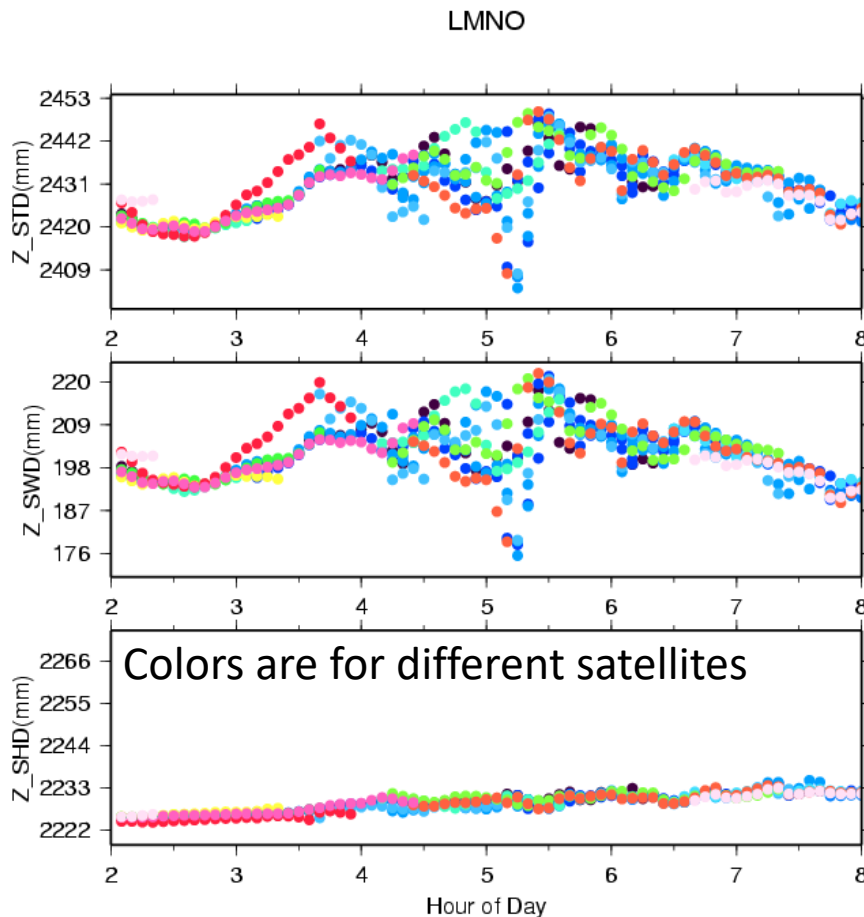 LMNO
Z_STD(mm)
2453
2442
2431
2420
2409
2 3 4 5 6 7 8
Z_SWD(mm)
220
209
198
187
176
2 3 4 5 6 7 8
Colors are for different satellites
Z_SHD(mm)
2266
2255
2244
2233
2222
2 3 4 5 6 7 8
Hour of Day